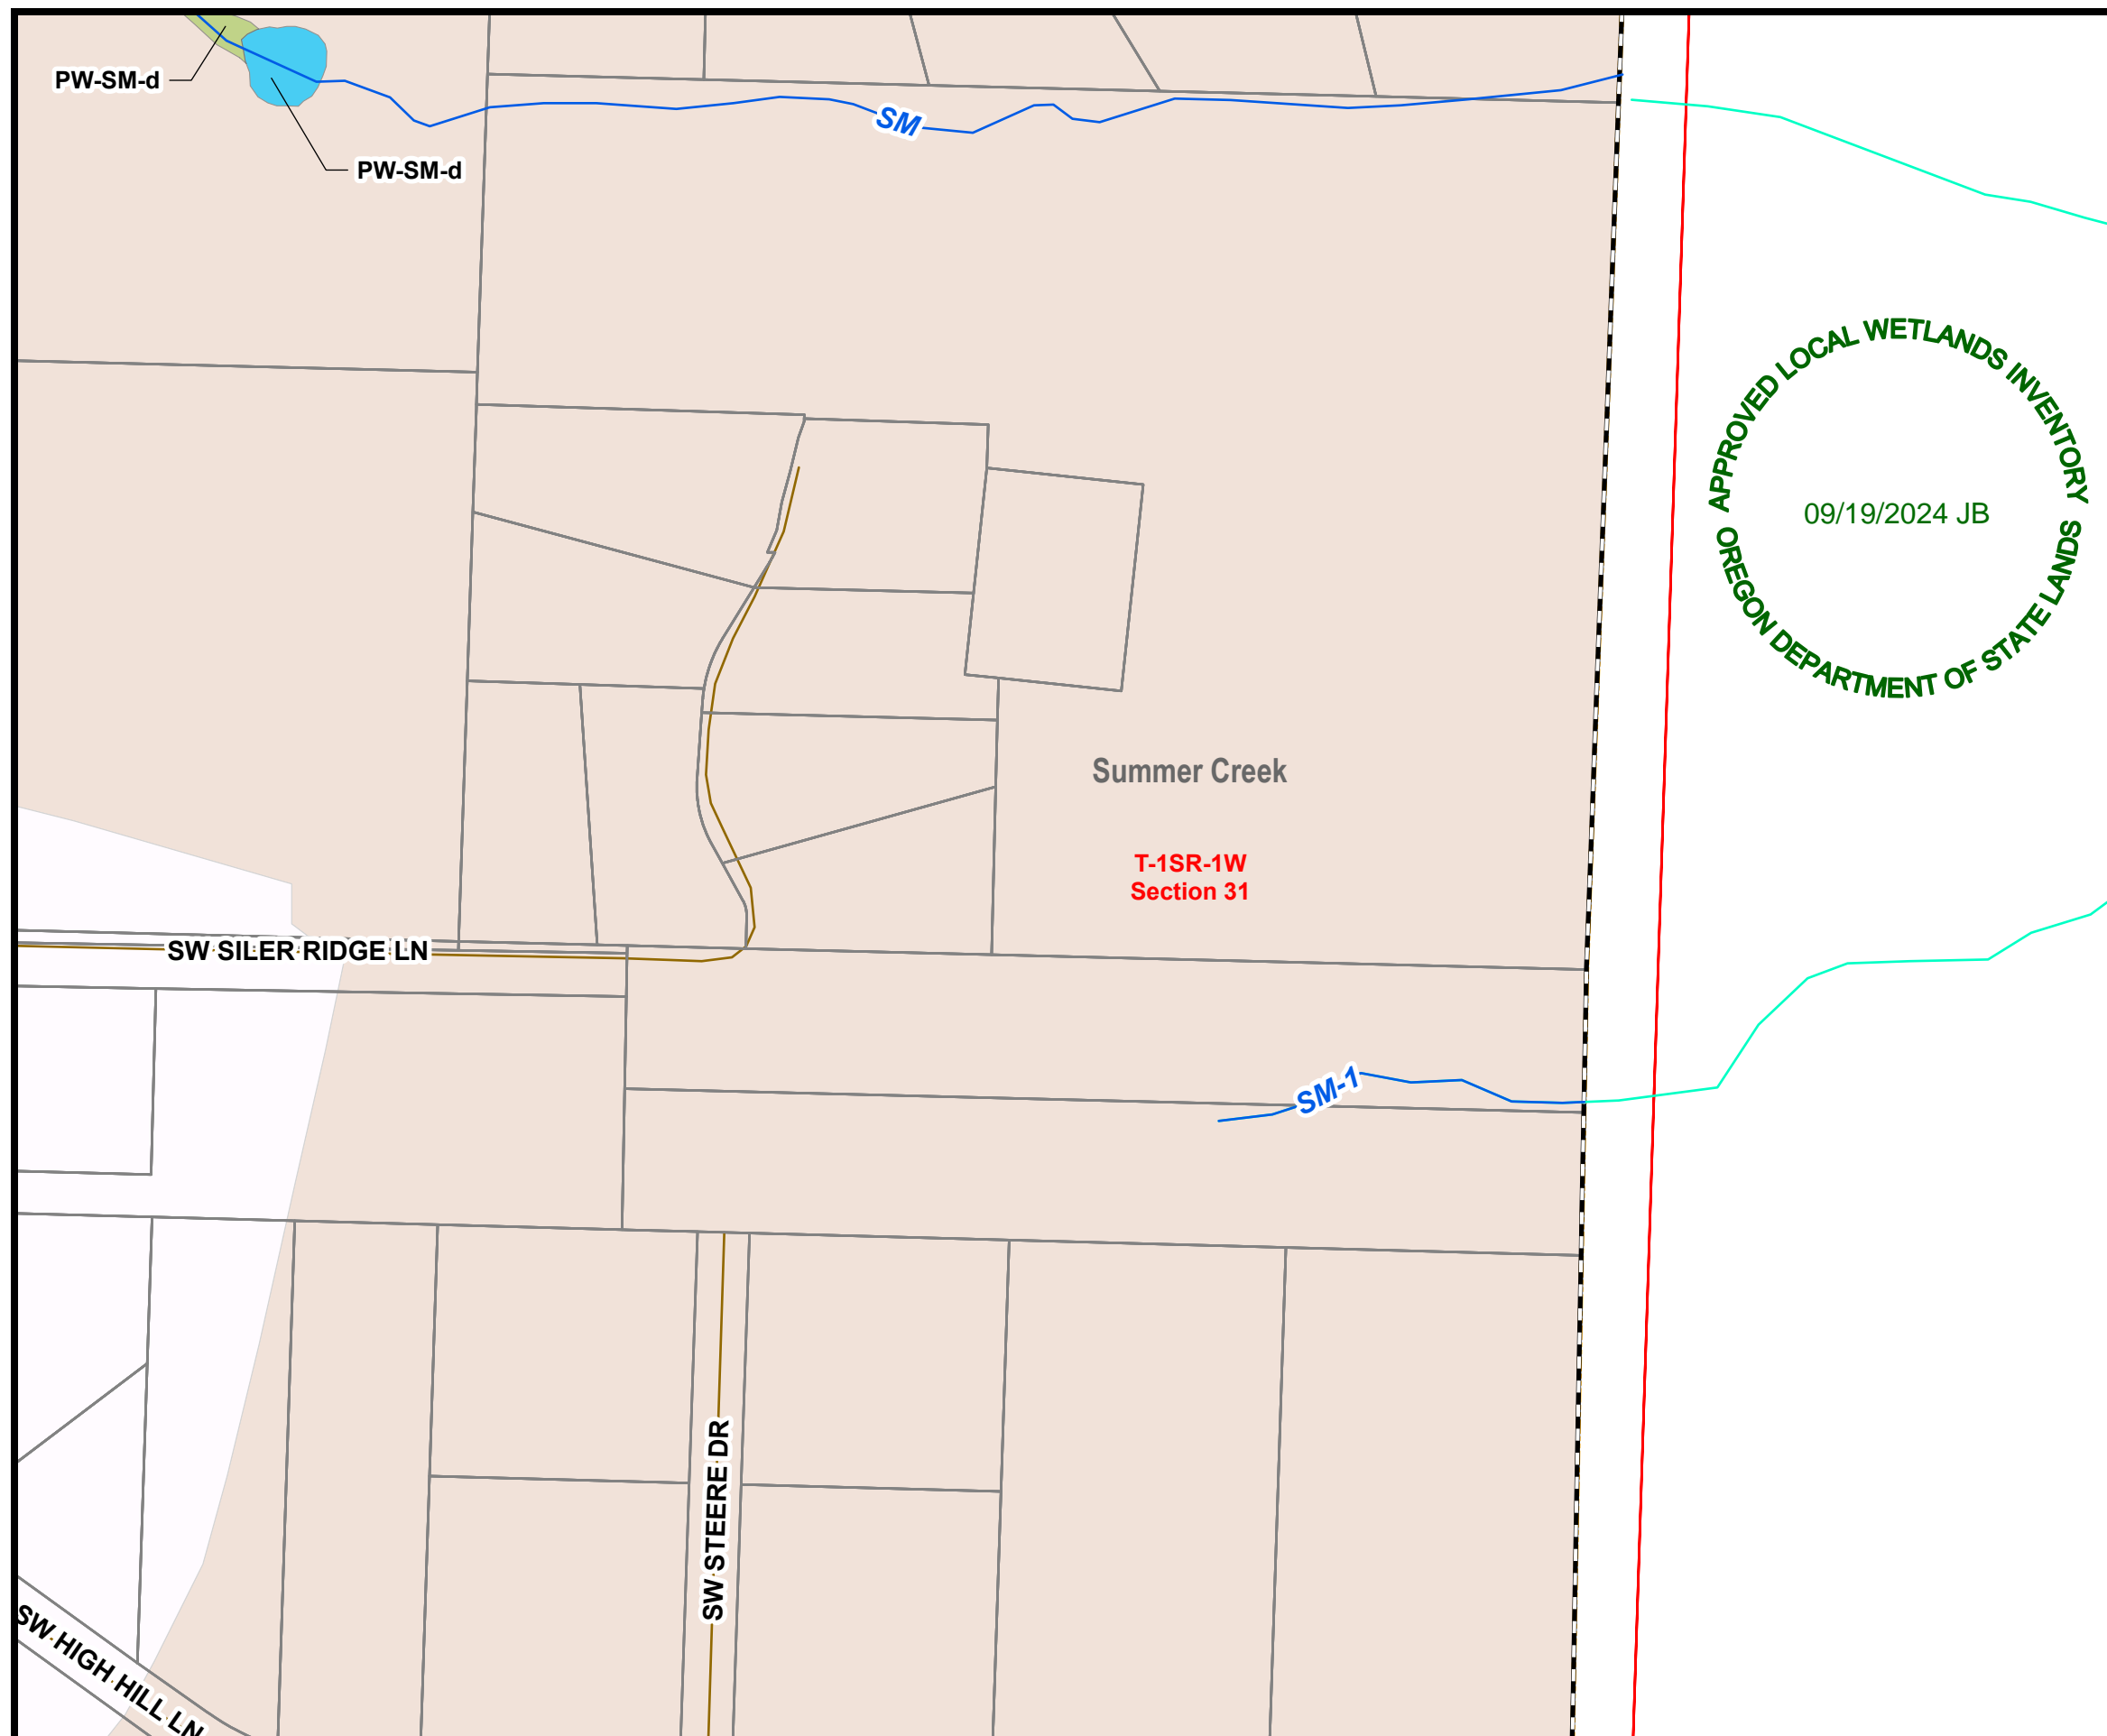 PW-SM-d
SM
PW-SM-d
APPROVED LOCAL WETLANDS INVENTORY
09/19/2024 JB
OREGON DEPARTMENT OF STATE LANDS
Summer Creek
T-1SR-1W
Section 31
SW SILER RIDGE LN
SM-1
SW STEERE DR
SW HIGH HILL LN